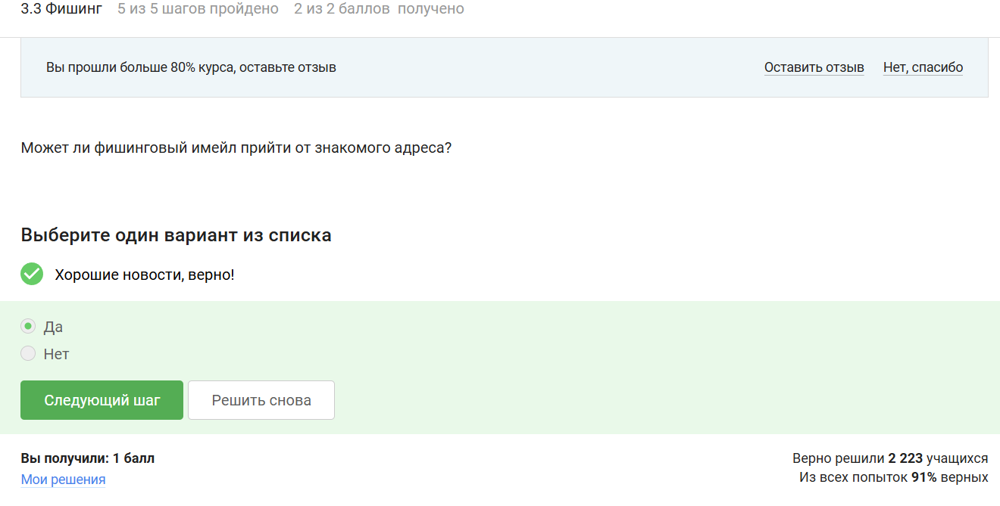 3.3 Фишинг 5 из 5 шагов пройдено 2 из 2 баллов получено
Вы прошли больше 80% курса, оставьте отзыв Оставить отзыв Нет, спасибо
Может ли фишинговый имейл прийти от знакомого адреса?
Выберите один вариант из списка
Хорошие новости, верно!
Да
Нет
Следующий шаг Решить снова
Вы получили: 1 балл Верно решили 2 223 учащихся
Мои решения Из всех попыток 91% верных